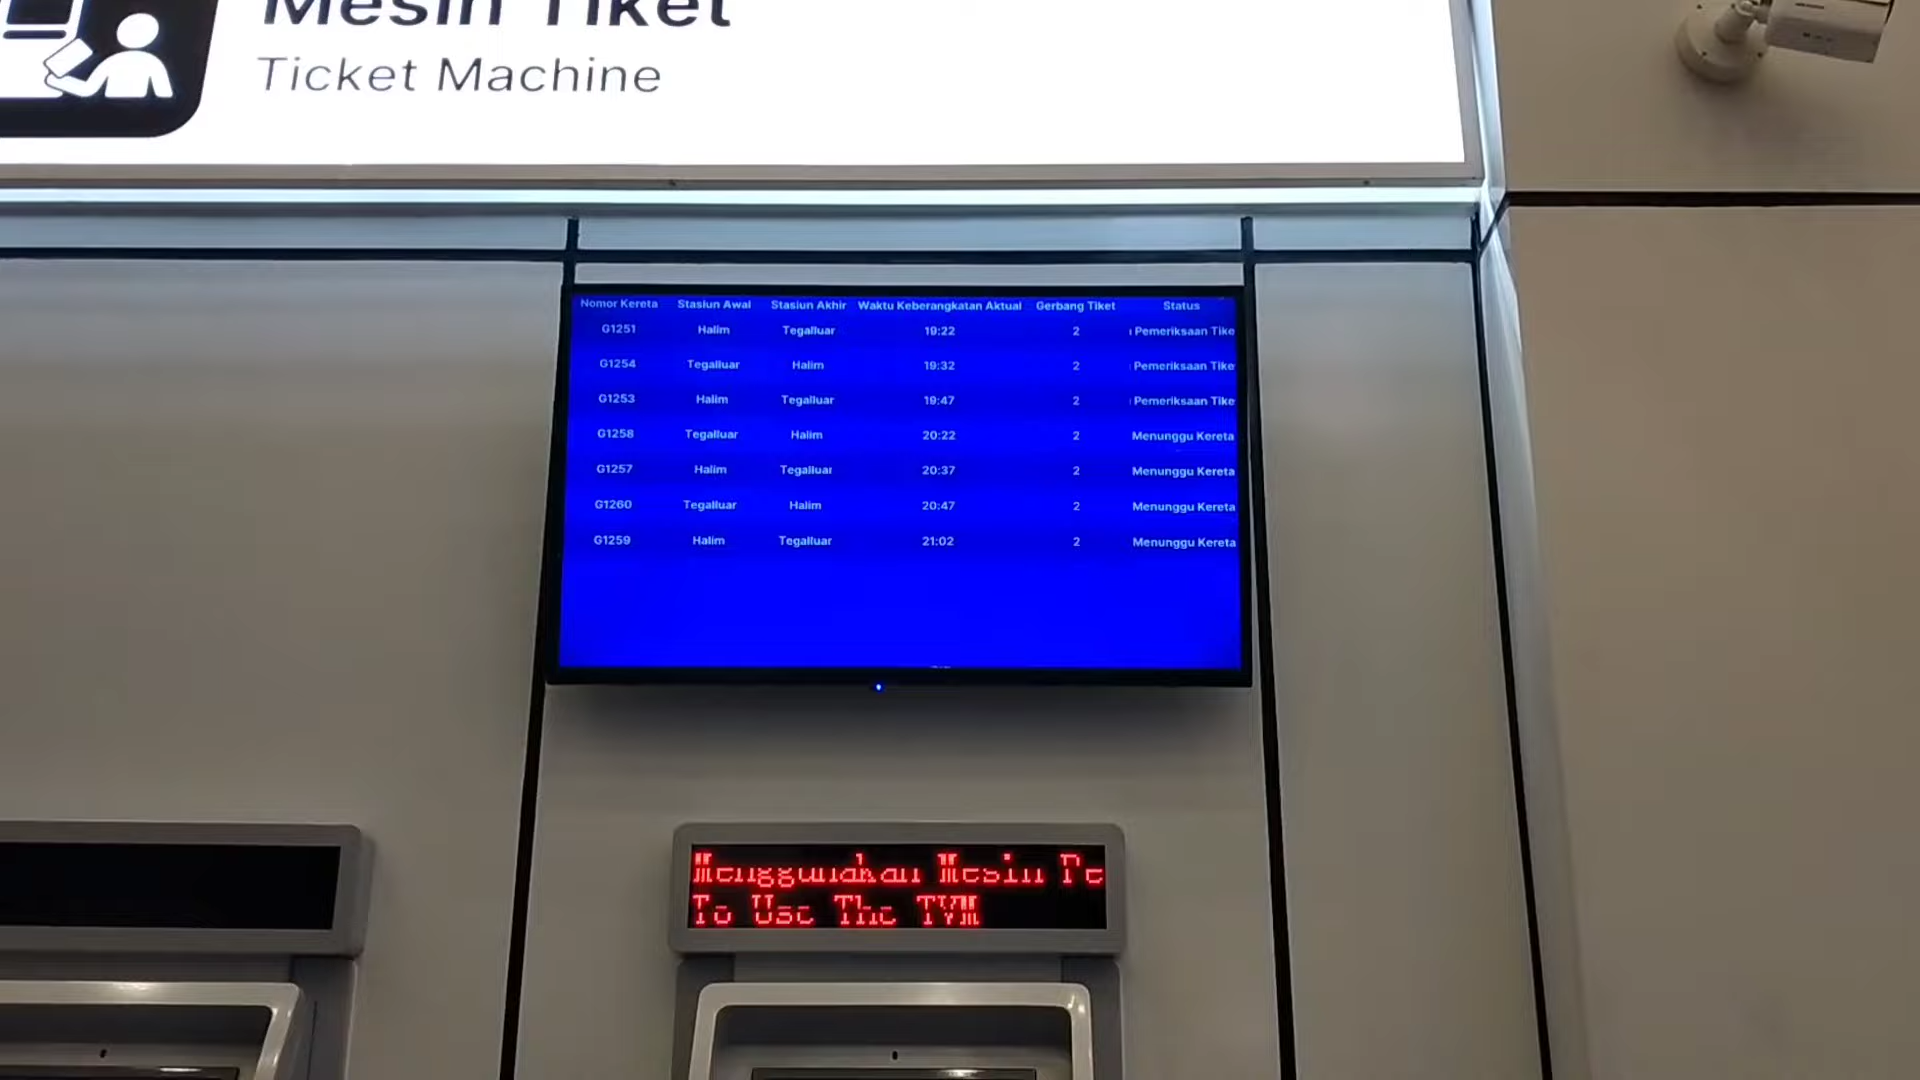 Mesin Tiket
Ticket Machine
Nomor Kereta Stasiun Awal Stasiun Akhir Waktu Keberangkatan Aktual Gerbang Tiket Status
G1251 Halim Tegalluar 19:22 2 Pemeriksaan Tike
G1254 Tegalluar Halim 19:32 2 Pemeriksaan Tike
G1253 Halim Tegalluar 19:47 2 Pemeriksaan Tike
G1258 Tegalluar Halim 20:22 2 Menunggu Kereta
G1257 Halim Tegalluar 20:37 2 Menunggu Kereta
G1260 Tegalluar Halim 20:47 2 Menunggu Kereta
G1259 Halim Tegalluar 21:02 2 Menunggu Kereta
Menggunakan Mesin Pe
To Use The TVM